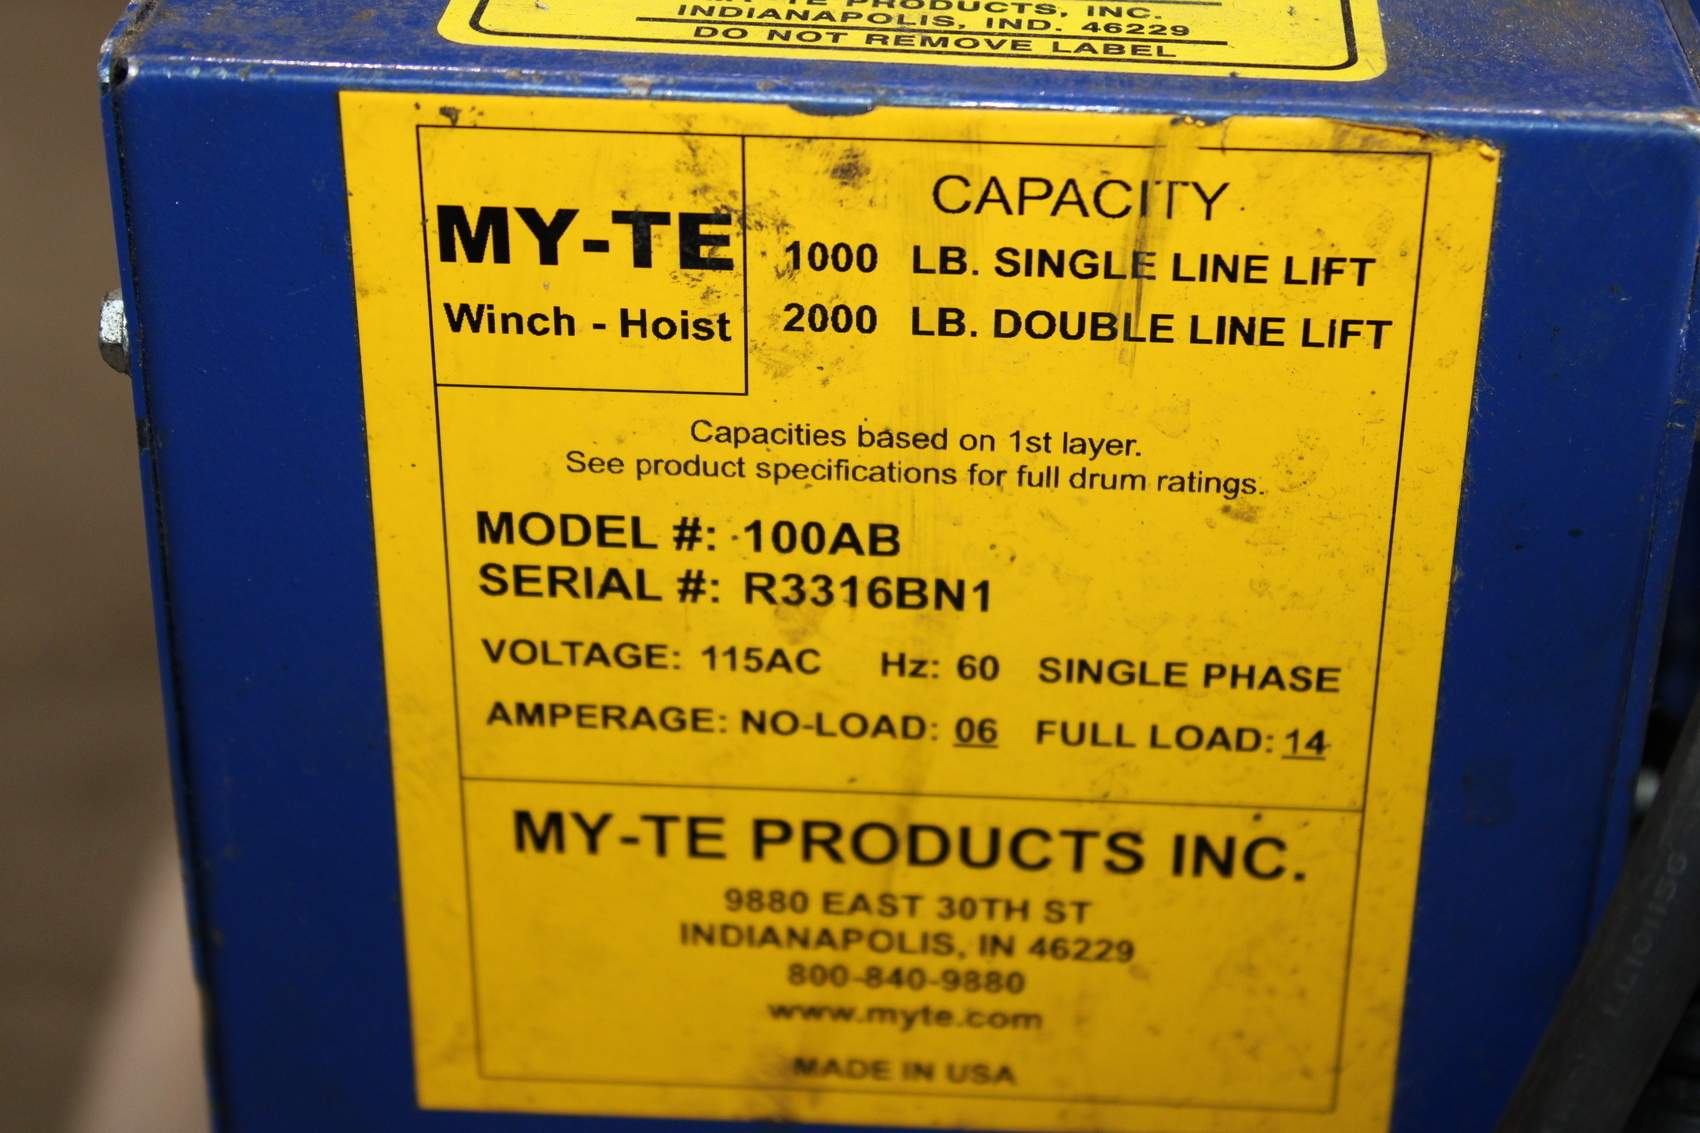 PRODUCTS, INC.
INDIANAPOLIS, IND. 46229
DO NOT REMOVE LABEL
MY-TE
Winch - Hoist
CAPACITY
1000 LB. SINGLE LINE LIFT
2000 LB. DOUBLE LINE LIFT
Capacities based on 1st layer.
See product specifications for full drum ratings.
MODEL #: 100AB
SERIAL #: R3316BN1
VOLTAGE: 115AC Hz: 60 SINGLE PHASE
AMPERAGE: NO-LOAD: 06 FULL LOAD: 14
MY-TE PRODUCTS INC.
9880 EAST 30TH ST
INDIANAPOLIS, IN 46229
800-840-9880
www.myte.com
MADE IN USA